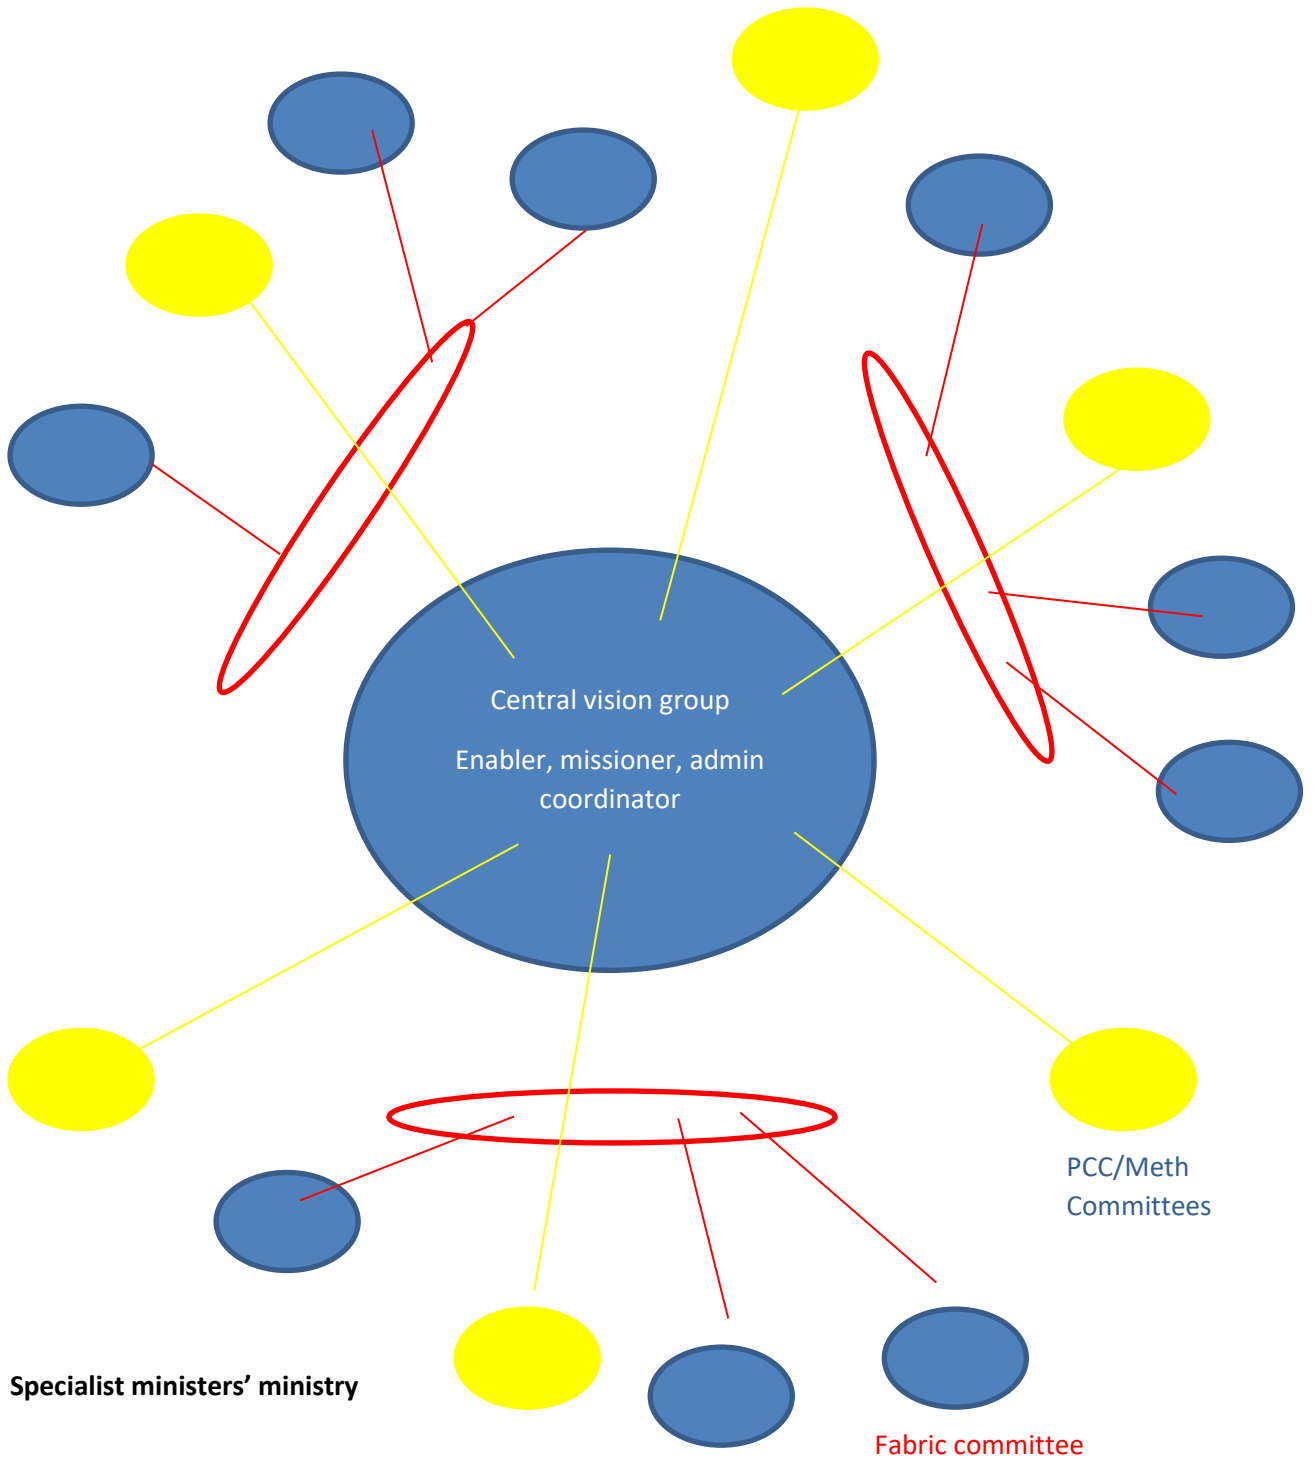 Central vision group
Enabler, missioner, admin
coordinator
PCC/Meth
Committees
Specialist ministers’ ministry
Fabric committee